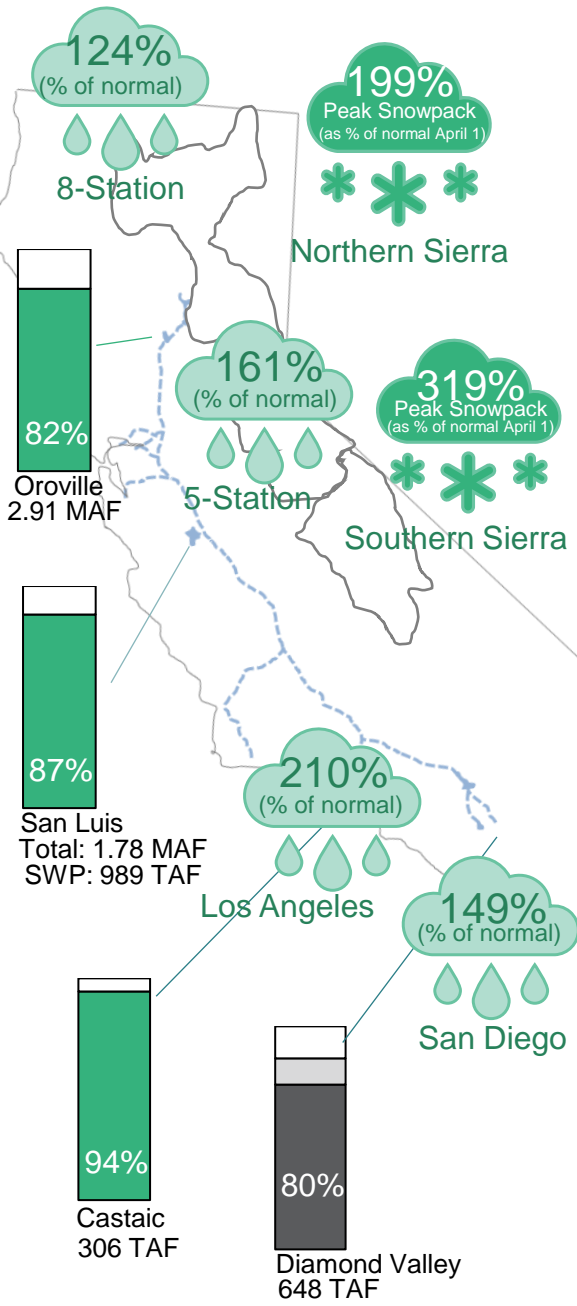 124%
(% of normal)
8-Station
199%
Peak Snowpack
(as % of normal April 1)
Northern Sierra
82%
Oroville
2.91 MAF
161%
(% of normal)
5-Station
319%
Peak Snowpack
(as % of normal April 1)
Southern Sierra
87%
San Luis
Total: 1.78 MAF
SWP: 989 TAF
210%
(% of normal)
Los Angeles
149%
(% of normal)
San Diego
94%
Castaic
306 TAF
80%
Diamond Valley
648 TAF